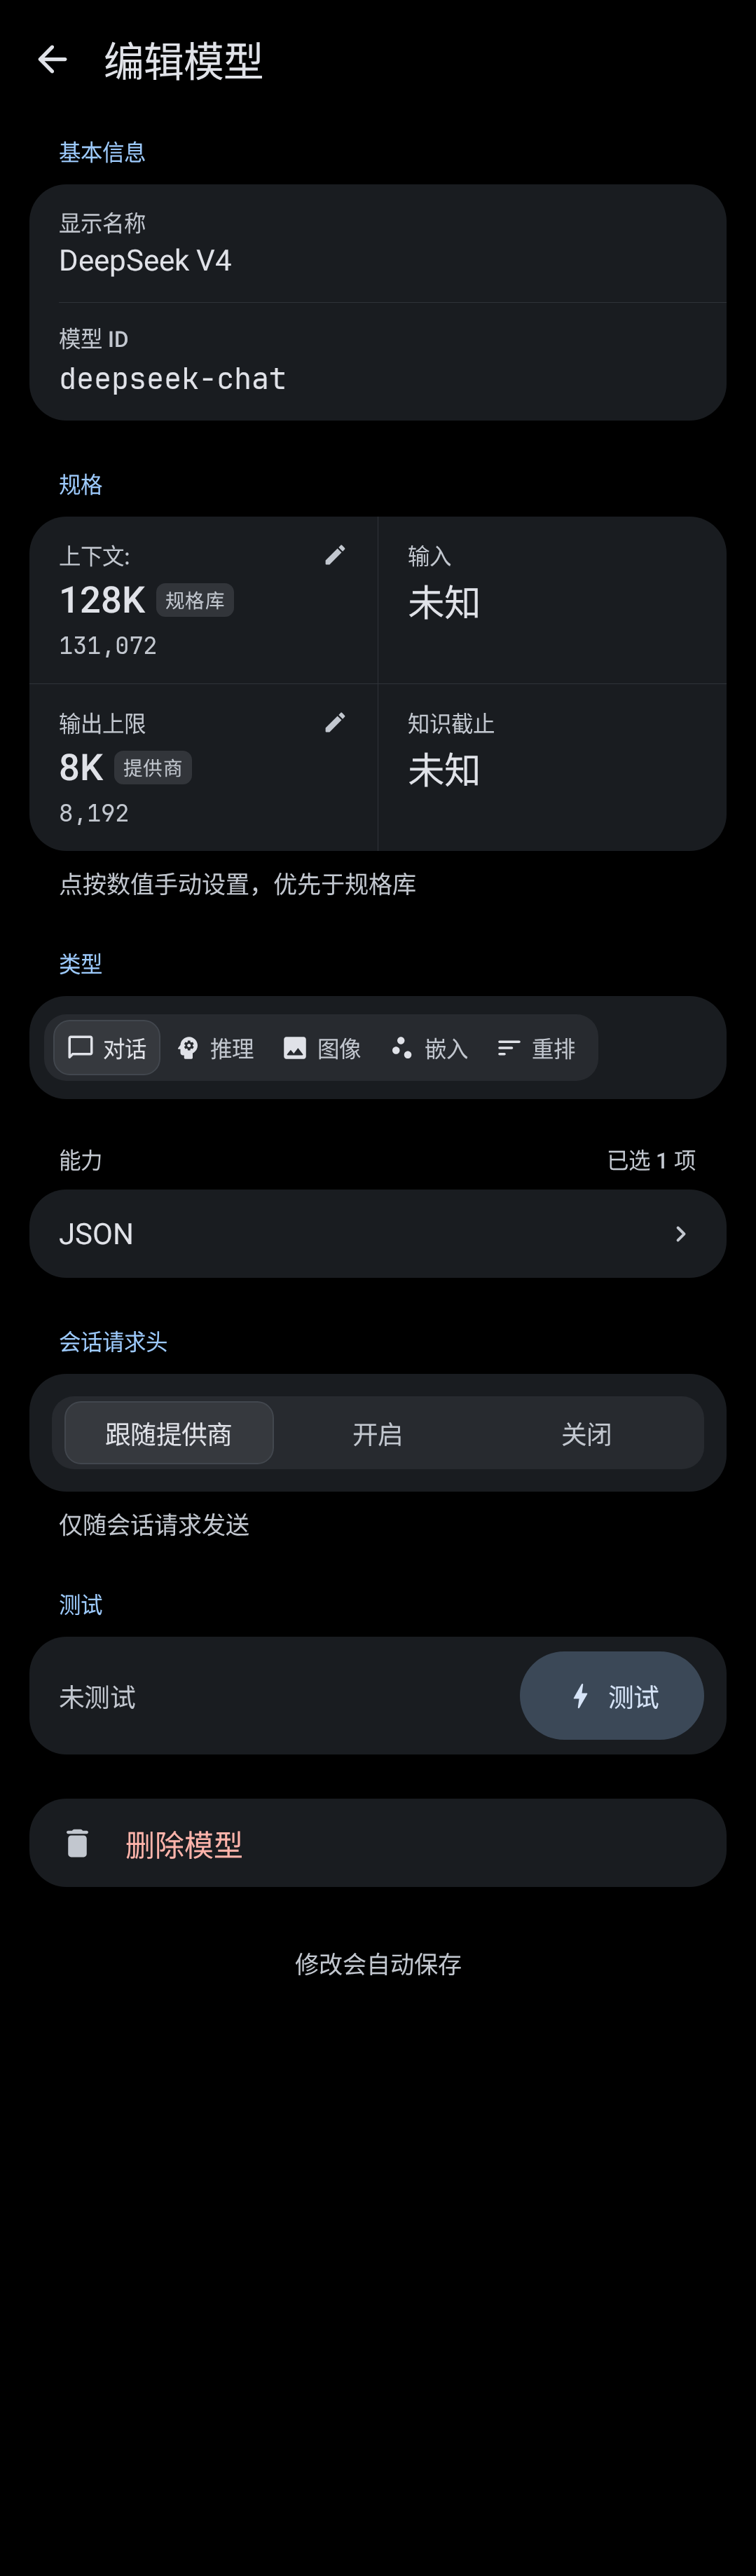 编辑模型
基本信息
显示名称
DeepSeek V4
模型 ID
deepseek-chat
规格
上下文:
128K 规格库
131,072
输入
未知
输出上限
8K 提供商
8,192
知识截止
未知
点按数值手动设置，优先于规格库
类型
对话 推理 图像 嵌入 重排
能力 已选 1 项
JSON
会话请求头
跟随提供商 开启 关闭
仅随会话请求发送
测试
未测试 测试
删除模型
修改会自动保存